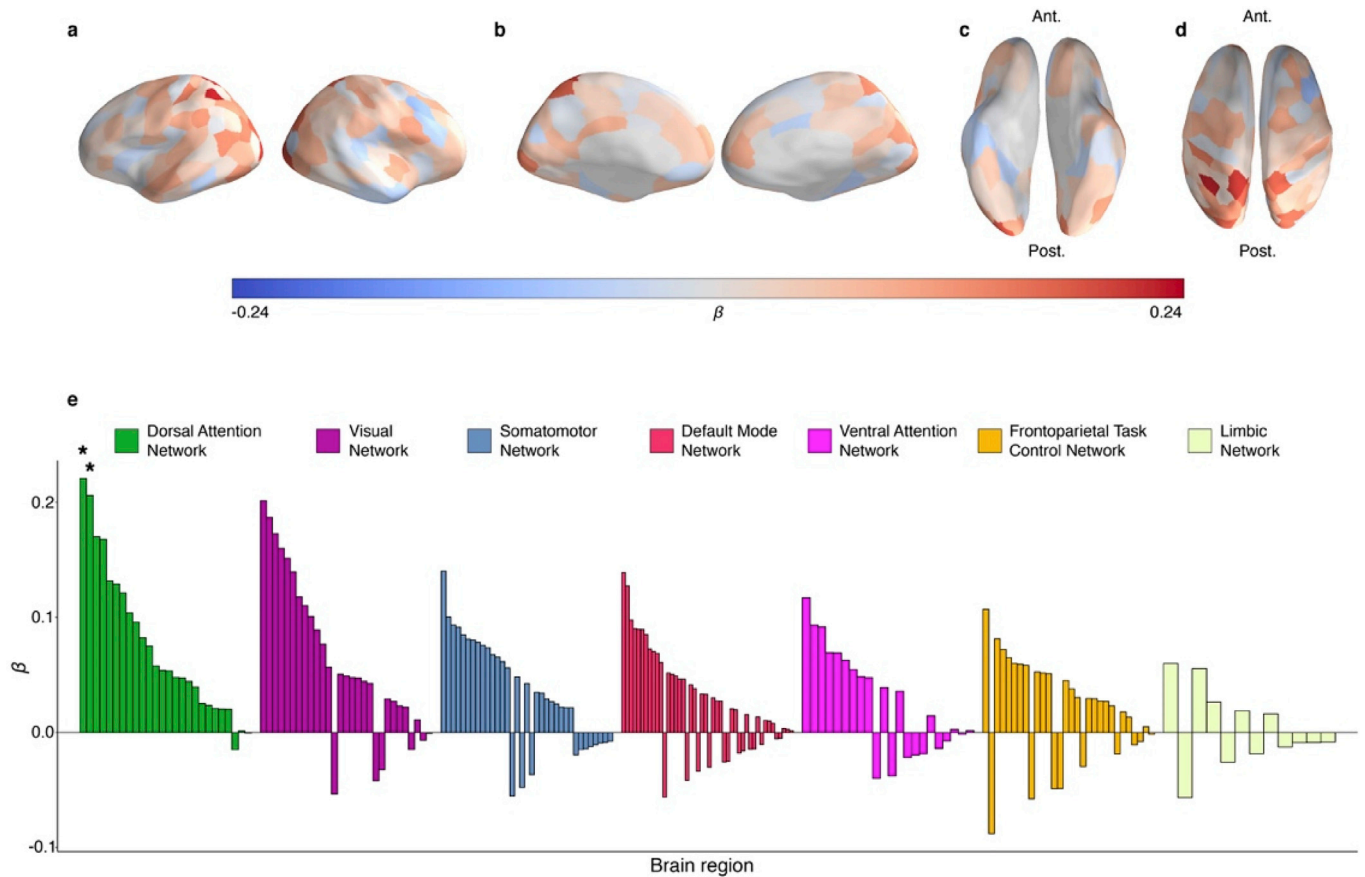 a
b
c
d
Ant.
Ant.
Post.
Post.
-0.24
β
0.24
e
Dorsal Attention
Network
Visual
Network
Somatomotor
Network
Default Mode
Network
Ventral Attention
Network
Frontoparietal Task
Control Network
Limbic
Network
*
*
0.2
0.1
0.0
-0.1
β
Brain region